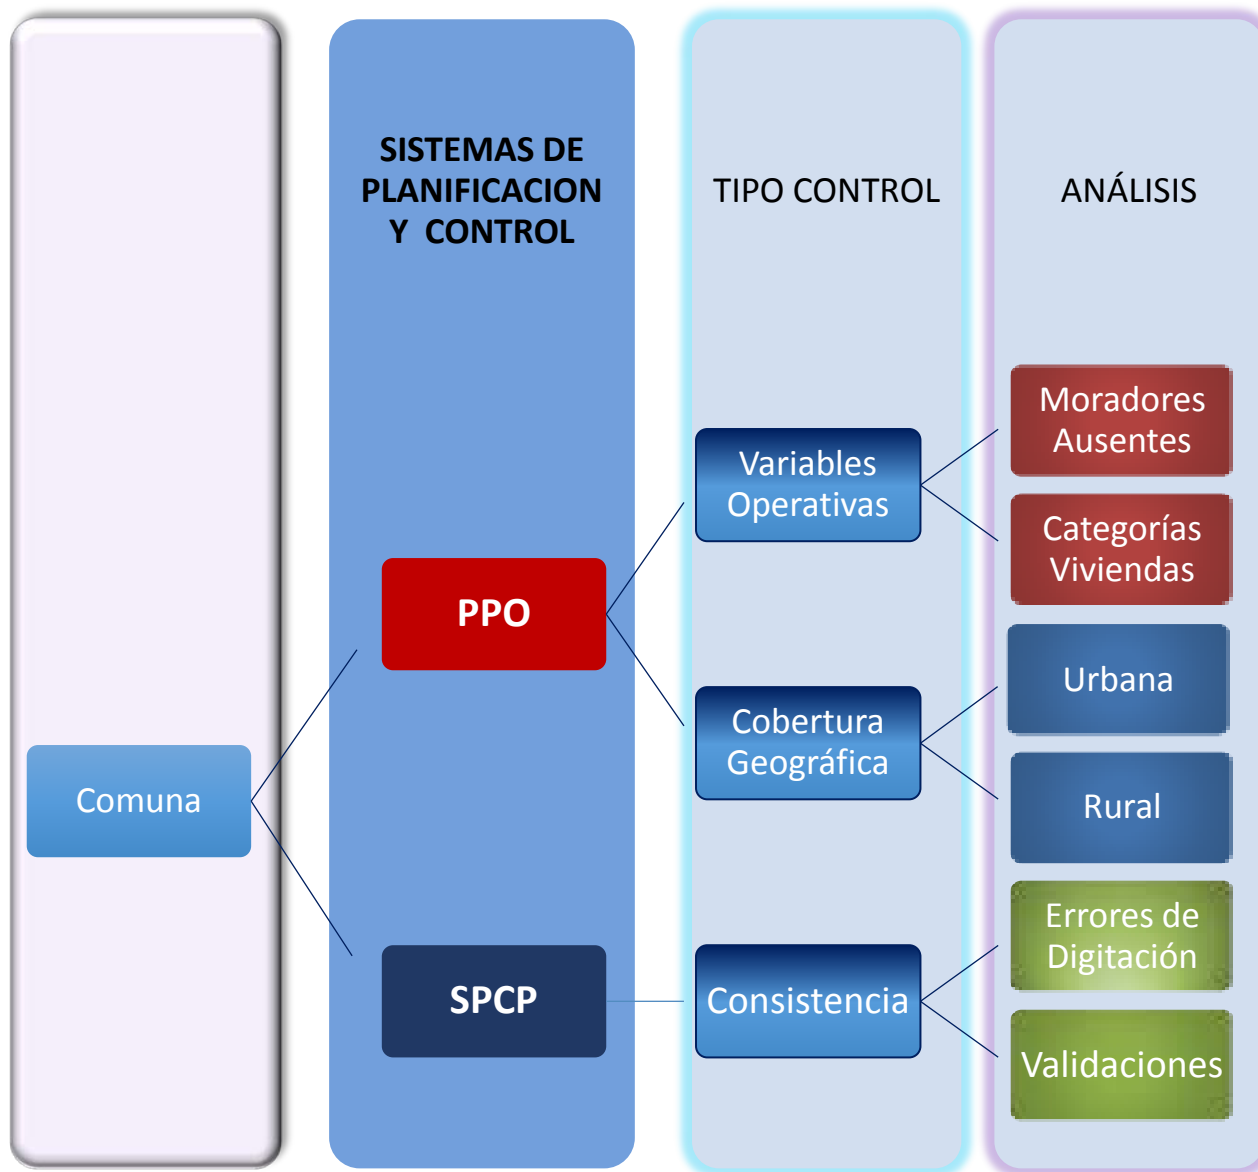 SISTEMAS DE
PLANIFICACION
Y CONTROL
TIPO CONTROL
ANÁLISIS
Comuna
PPO
SPCP
Variables
Operativas
Cobertura
Geográfica
Consistencia
Moradores
Ausentes
Categorías
Viviendas
Urbana
Rural
Errores de
Digitación
Validaciones